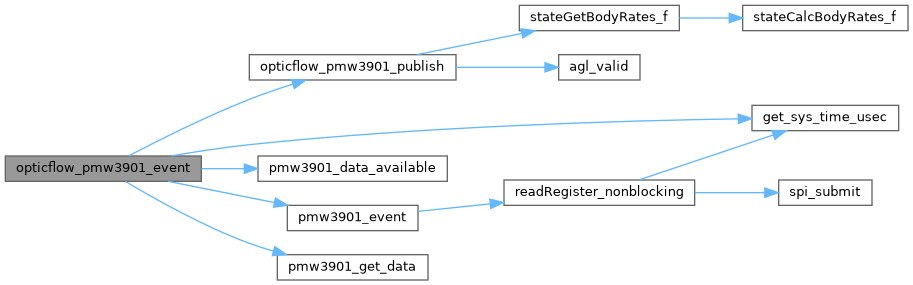 stateGetBodyRates_f
stateCalcBodyRates_f
opticflow_pmw3901_publish
agl_valid
get_sys_time_usec
opticflow_pmw3901_event
pmw3901_data_available
readRegister_nonblocking
spi_submit
pmw3901_event
pmw3901_get_data